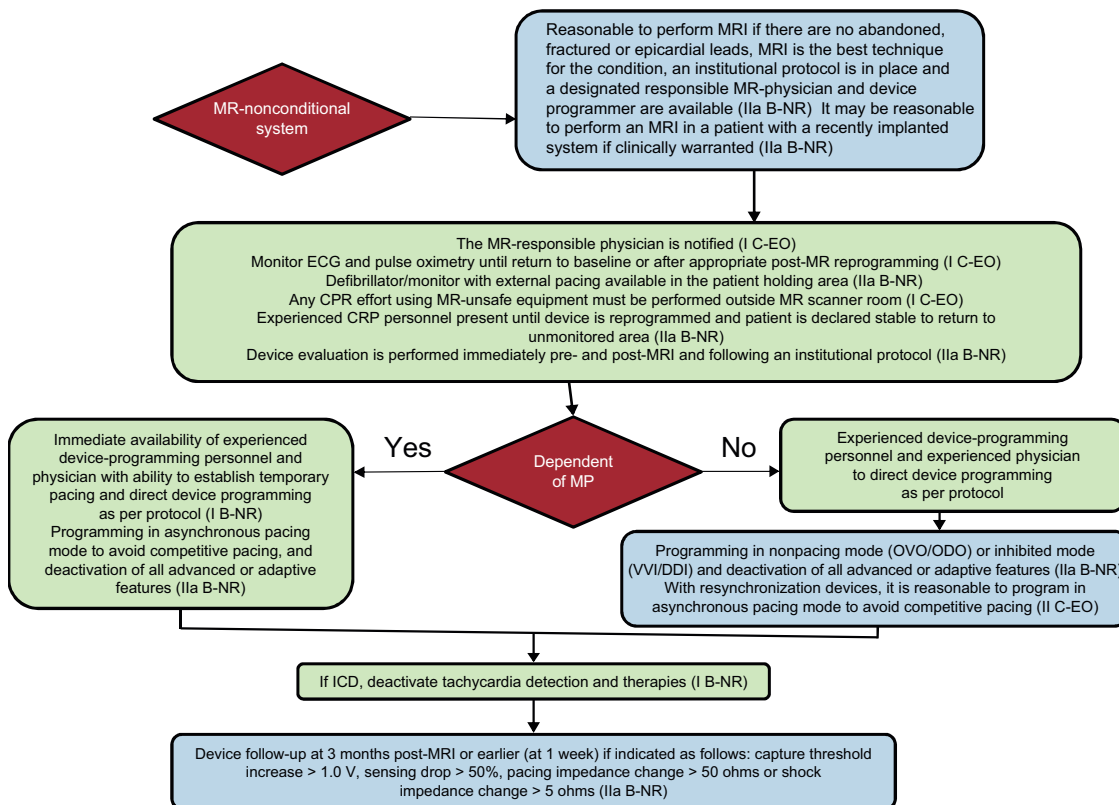 MR-nonconditional
system
Reasonable to perform MRI if there are no abandoned,
fractured or epicardial leads, MRI is the best technique
for the condition, an institutional protocol is in place and
a designated responsible MR-physician and device
programmer are available (IIa B-NR)  It may be reasonable
to perform an MRI in a patient with a recently implanted
system if clinically warranted (IIa B-NR)
The MR-responsible physician is notified (I C-EO)
Monitor ECG and pulse oximetry until return to baseline or after appropriate post-MR reprogramming (I C-EO)
Defibrillator/monitor with external pacing available in the patient holding area (IIa B-NR)
Any CPR effort using MR-unsafe equipment must be performed outside MR scanner room (I C-EO)
Experienced CRP personnel present until device is reprogrammed and patient is declared stable to return to
unmonitored area (IIa B-NR)
Device evaluation is performed immediately pre- and post-MRI and following an institutional protocol (IIa B-NR)
Dependent
of MP
Yes
No
Immediate availability of experienced
device-programming personnel and
physician with ability to establish temporary
pacing and direct device programming
as per protocol (I B-NR)
Programming in asynchronous pacing
mode to avoid competitive pacing, and
deactivation of all advanced or adaptive
features (IIa B-NR)
Experienced device-programming
personnel and experienced physician
to direct device programming
as per protocol
Programming in nonpacing mode (OVO/ODO) or inhibited mode
(VVI/DDI) and deactivation of all advanced or adaptive features (IIa B-NR)
With resynchronization devices, it is reasonable to program in
asynchronous pacing mode to avoid competitive pacing (II C-EO)
If ICD, deactivate tachycardia detection and therapies (I B-NR)
Device follow-up at 3 months post-MRI or earlier (at 1 week) if indicated as follows: capture threshold
increase > 1.0 V, sensing drop > 50%, pacing impedance change > 50 ohms or shock
impedance change > 5 ohms (IIa B-NR)